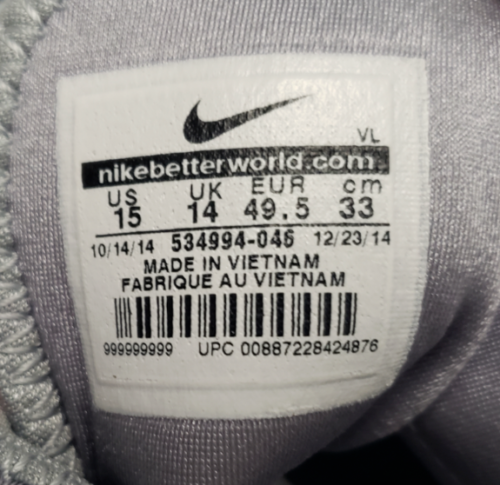 VL
nikebetterworld.com
US UK EUR cm
15 14 49.5 33
10/14/14 534994-046 12/23/14
MADE IN VIETNAM
FABRIQUE AU VIETNAM
999999999 UPC 00887228424876